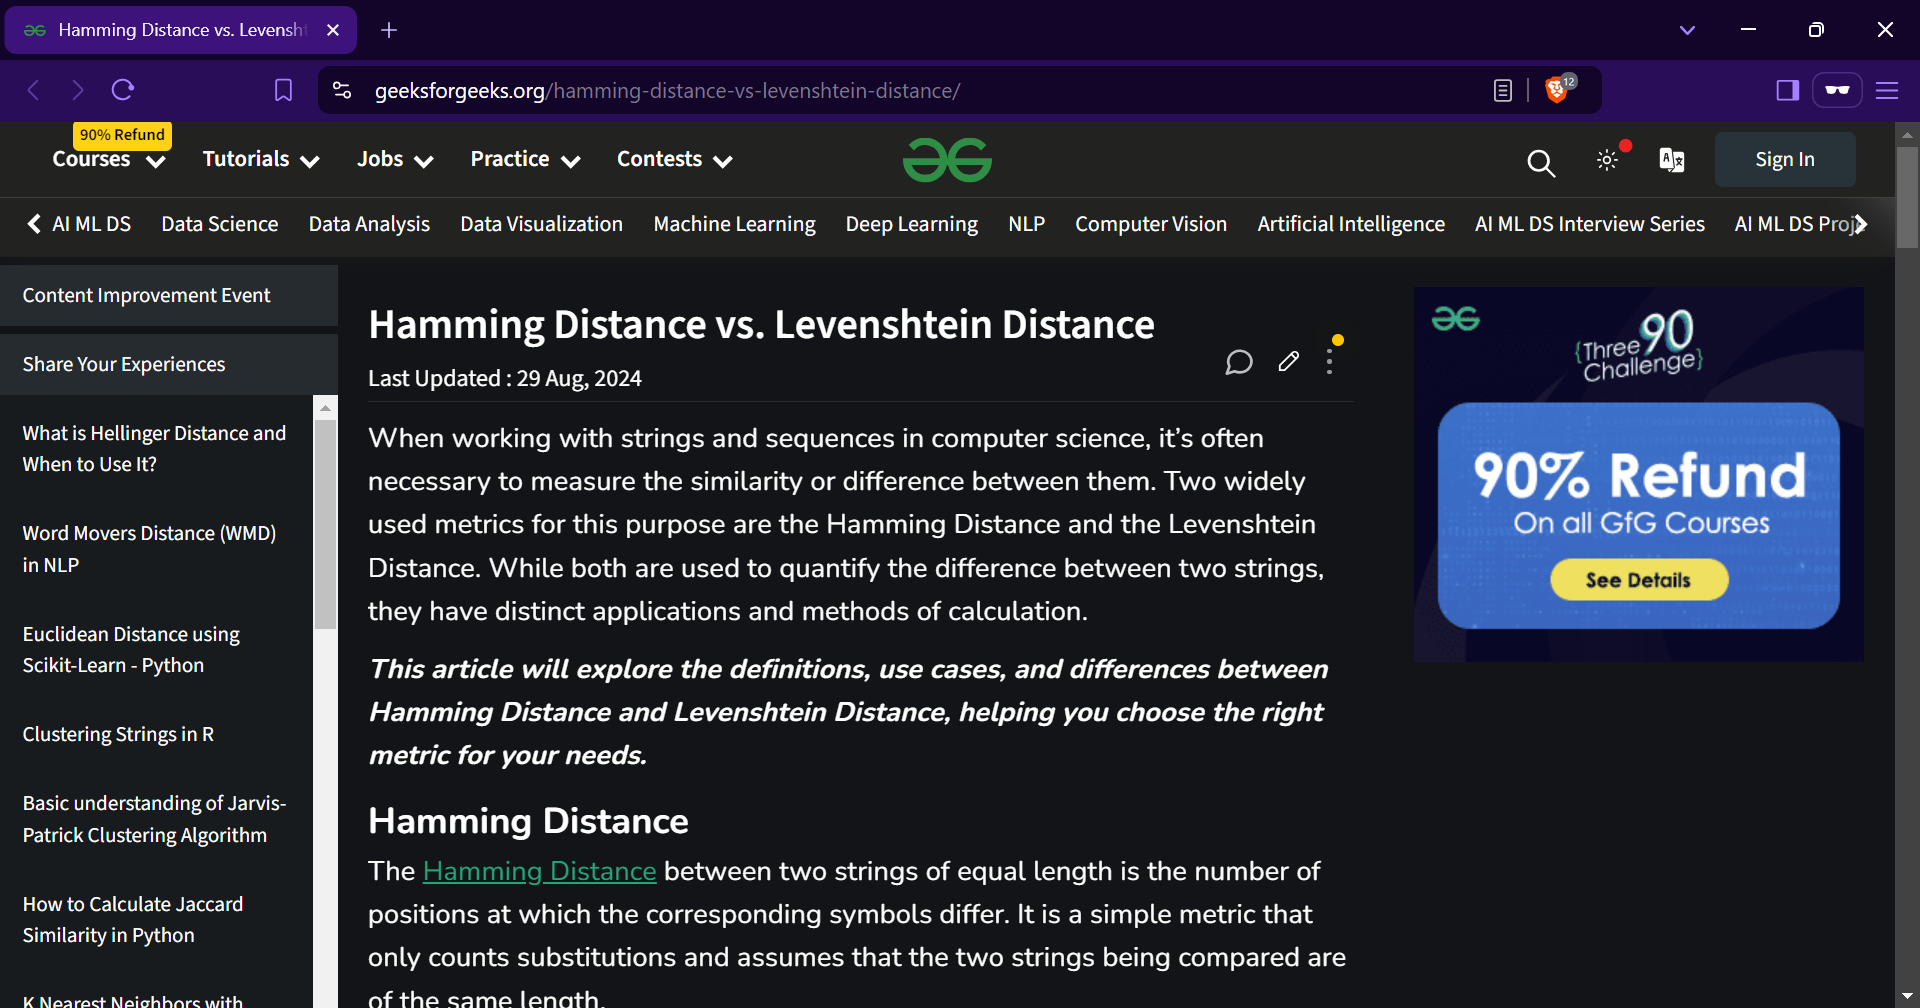 Hamming Distance vs. Levensht
geeksforgeeks.org/hamming-distance-vs-levenshtein-distance/
12
90% Refund
Courses
Tutorials
Jobs
Practice
Contests
Sign In
AI ML DS
Data Science
Data Analysis
Data Visualization
Machine Learning
Deep Learning
NLP
Computer Vision
Artificial Intelligence
AI ML DS Interview Series
AI ML DS Proje
Content Improvement Event
Share Your Experiences
What is Hellinger Distance and
When to Use It?
Word Movers Distance (WMD)
in NLP
Euclidean Distance using
Scikit-Learn - Python
Clustering Strings in R
Basic understanding of Jarvis-
Patrick Clustering Algorithm
How to Calculate Jaccard
Similarity in Python
K Nearest Neighbors with
Hamming Distance vs. Levenshtein Distance
Last Updated : 29 Aug, 2024
When working with strings and sequences in computer science, it’s often
necessary to measure the similarity or difference between them. Two widely
used metrics for this purpose are the Hamming Distance and the Levenshtein
Distance. While both are used to quantify the difference between two strings,
they have distinct applications and methods of calculation.
This article will explore the definitions, use cases, and differences between
Hamming Distance and Levenshtein Distance, helping you choose the right
metric for your needs.
Hamming Distance
The Hamming Distance between two strings of equal length is the number of
positions at which the corresponding symbols differ. It is a simple metric that
only counts substitutions and assumes that the two strings being compared are
of the same length.
{Three 90
Challenge}
90% Refund
On all GfG Courses
See Details